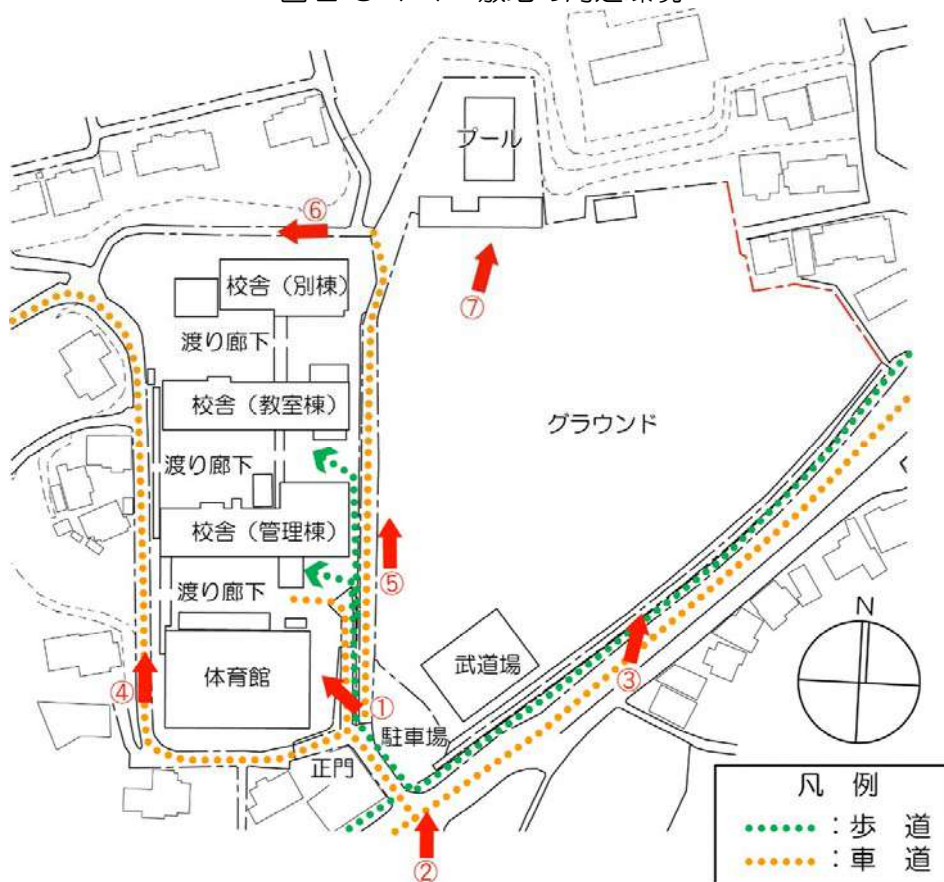 プール
⑥
校舎（別棟）
⑦
渡り廊下
校舎（教室棟）
グラウンド
渡り廊下
校舎（管理棟）
⑤
渡り廊下
N
武道場
体育館
③
④
①
駐車場
正門
凡　例
：歩　道
：車　道
②